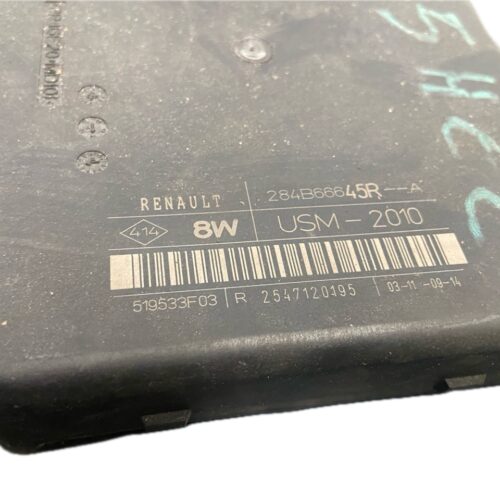 RENAULT 284B66645R--A
414 8W USM-2010
519533F03 R 2547120195 03-11-09-14